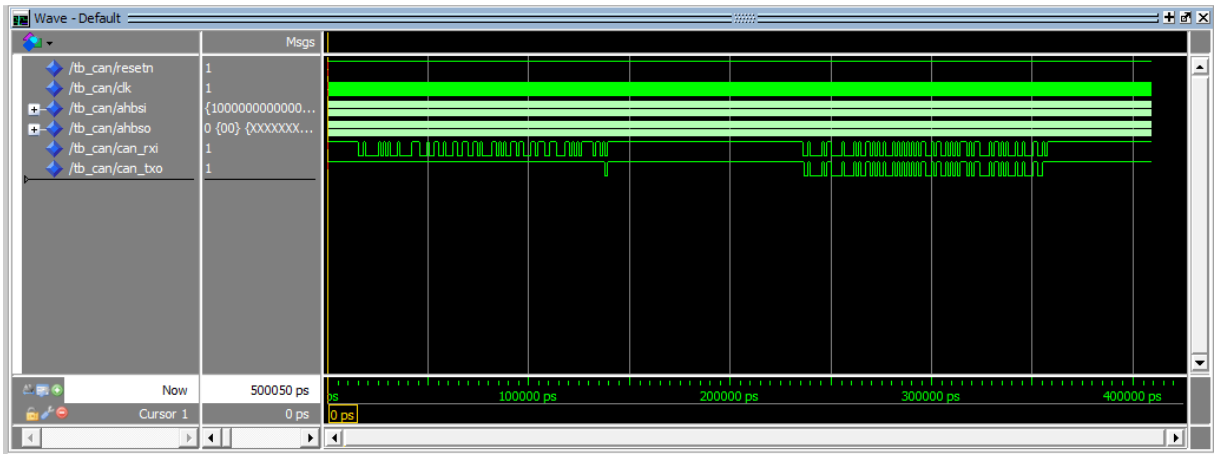 Wave - Default
Msgs
/tb_can/resetn 1
/tb_can/clk 1
/tb_can/ahbsi {1000000000000...
/tb_can/ahbso 0 {00} {XXXXXXX...
/tb_can/can_rxi 1
/tb_can/can_txo 1
Now 500050 ps ps 100000 ps 200000 ps 300000 ps 400000 ps
Cursor 1 0 ps 0 ps